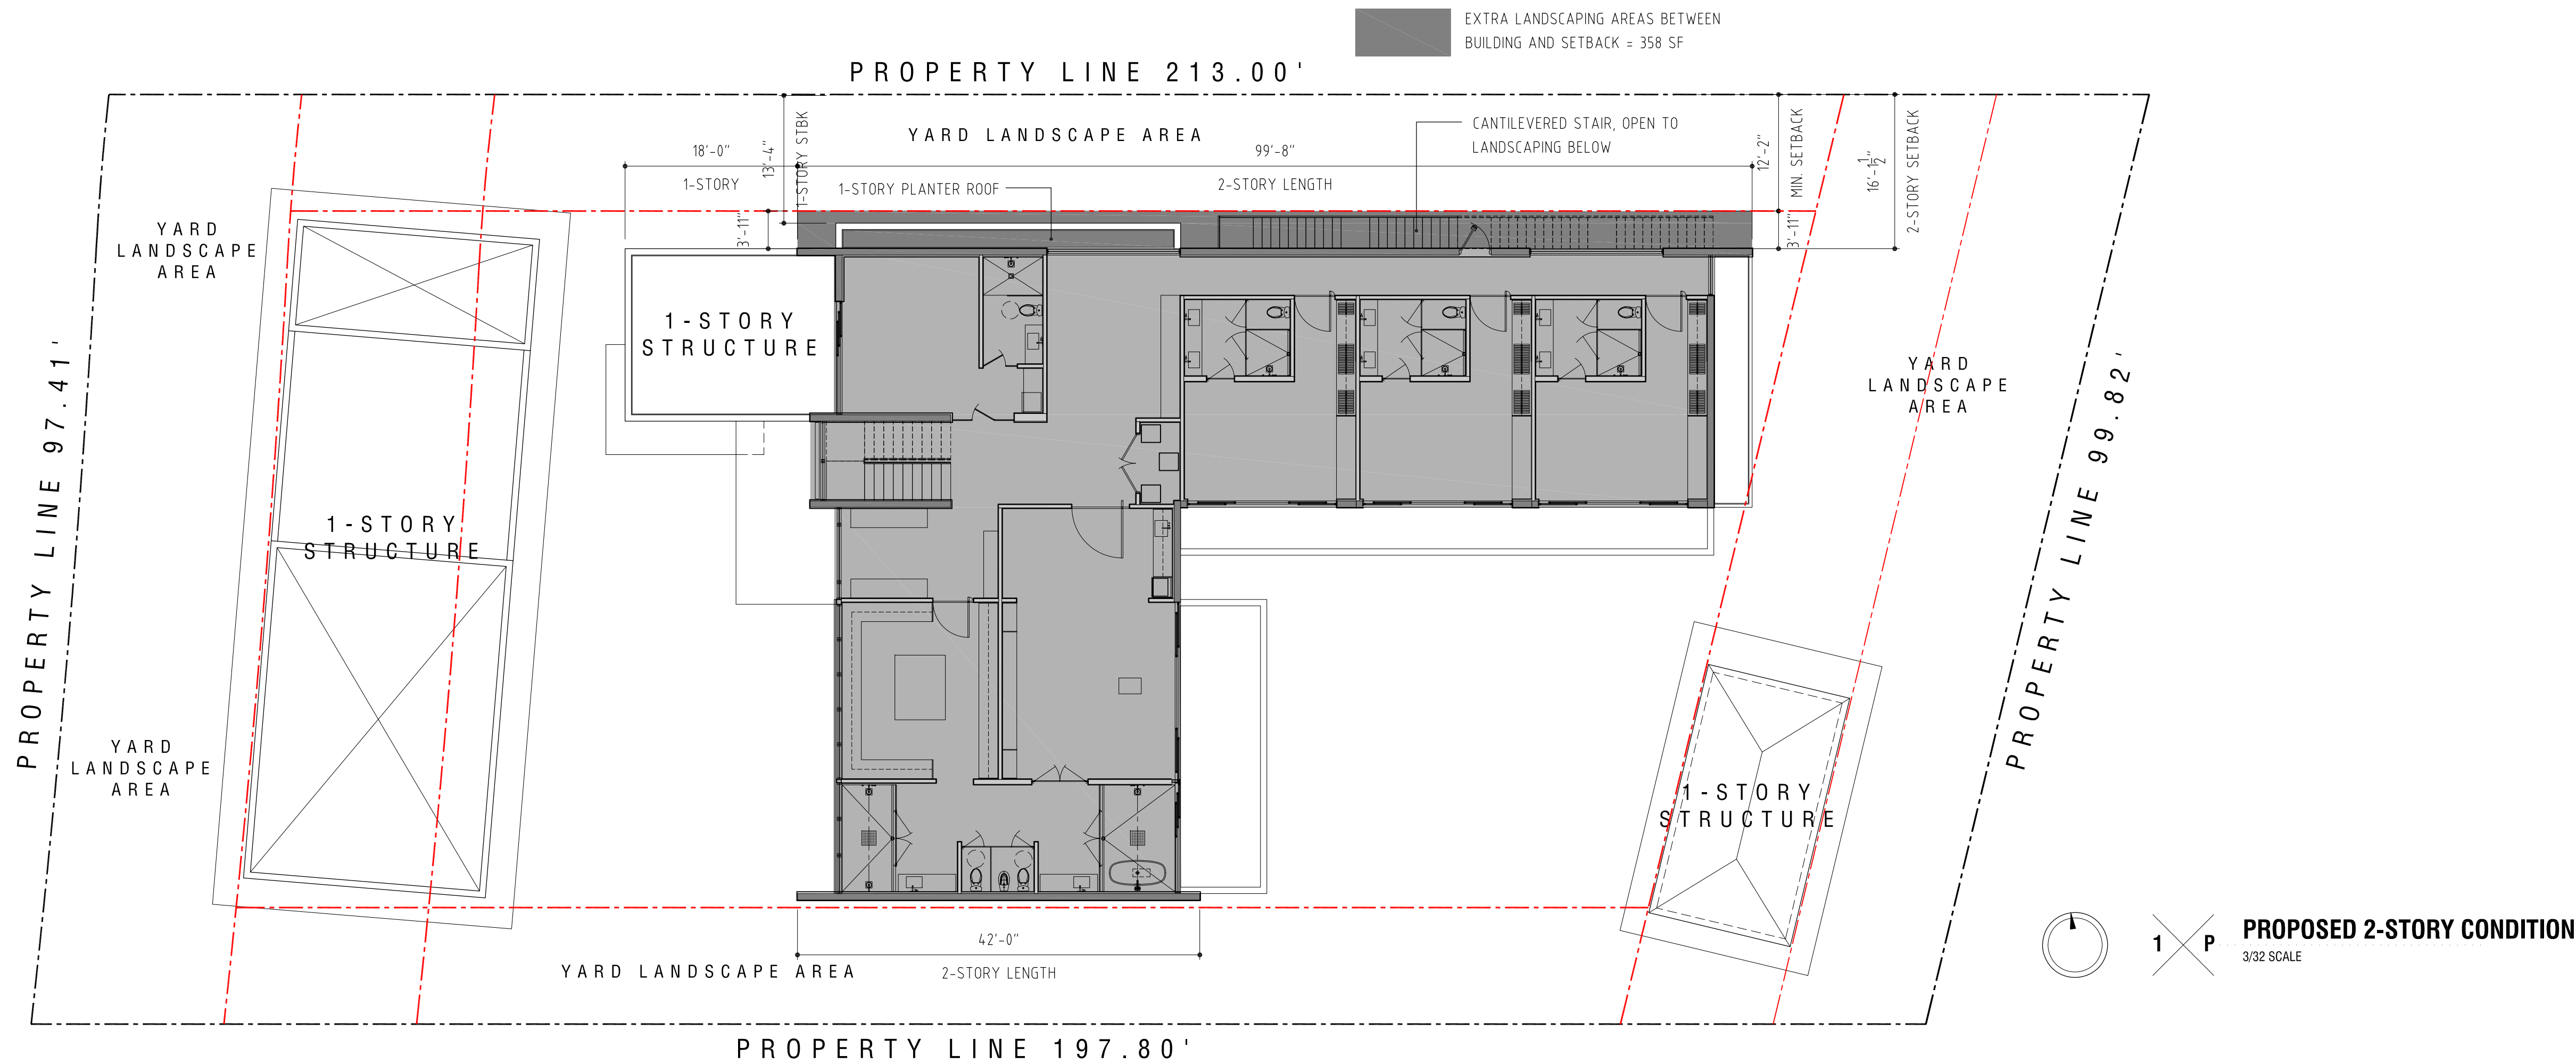 EXTRA LANDSCAPING AREAS BETWEEN
BUILDING AND SETBACK = 358 SF
PROPERTY LINE 213.00'
YARD LANDSCAPE AREA
CANTILEVERED STAIR, OPEN TO
LANDSCAPING BELOW
18'-0"
1-STORY
13'-4"
1-STORY STBK
99'-8"
2-STORY LENGTH
1-STORY PLANTER ROOF
12'-2"
MIN. SETBACK
16'-1 1/2"
2-STORY SETBACK
3'-11"
3'-11"
YARD
LANDSCAPE
AREA
1-STORY
STRUCTURE
YARD
LANDSCAPE
AREA
PROPERTY LINE 97.41'
PROPERTY LINE 99.82'
1-STORY
STRUCTURE
YARD
LANDSCAPE
AREA
1-STORY
STRUCTURE
42'-0"
2-STORY LENGTH
YARD LANDSCAPE AREA
PROPERTY LINE 197.80'
1
P
PROPOSED 2-STORY CONDITION
3/32 SCALE